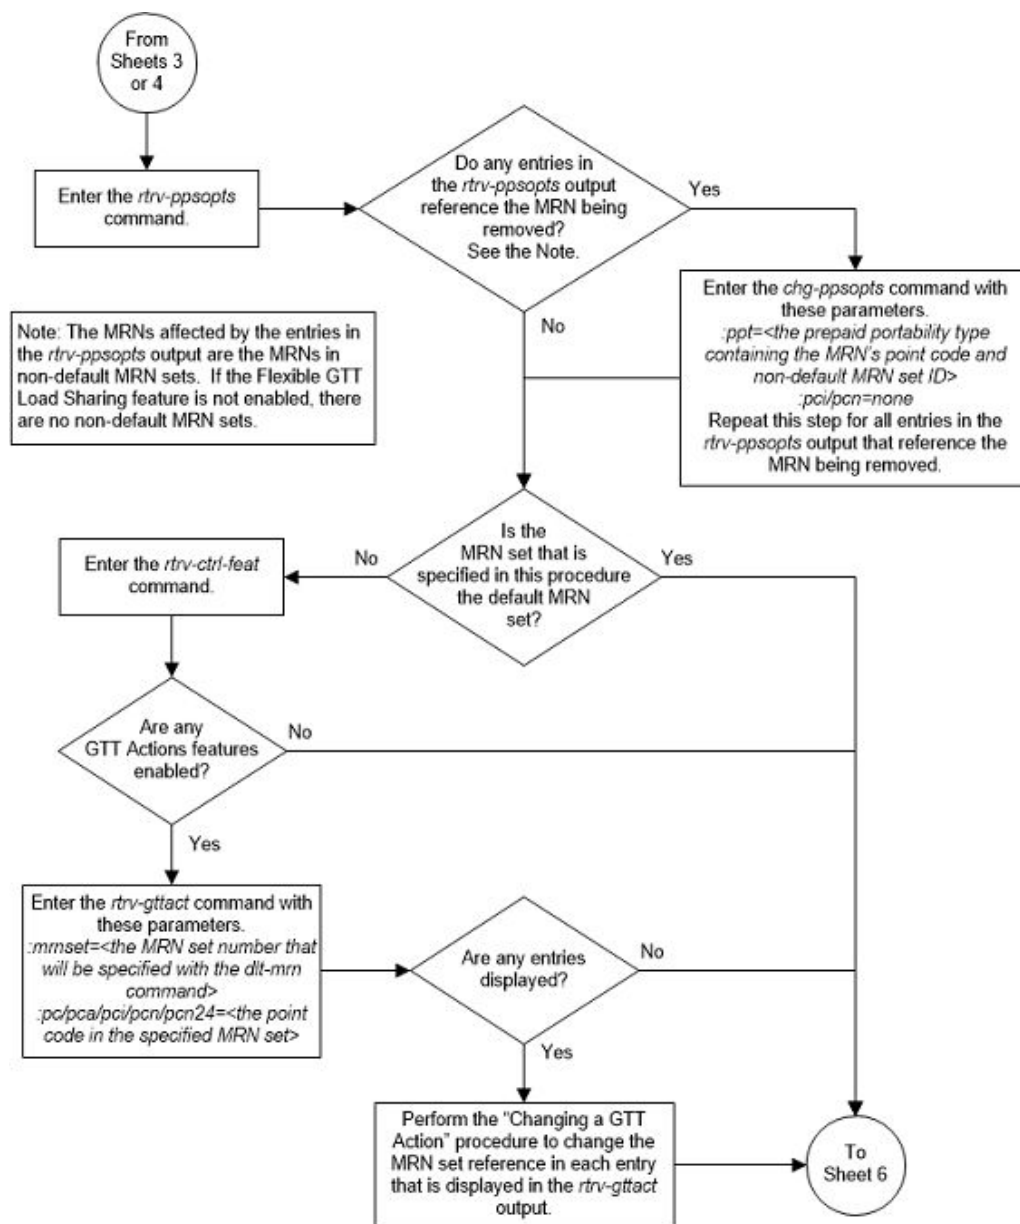 From
Sheets 3
or 4
Enter the rtrv-ppsopts
command.
Do any entries in
the rtrv-ppsopts output
reference the MRN being
removed?
See the Note.
Yes
No
Enter the chg-ppsopts command with
these parameters.
:ppt=<the prepaid portability type
containing the MRN's point code and
non-default MRN set ID>
:pci/pcn=none
Repeat this step for all entries in the
rtrv-ppsopts output that reference the
MRN being removed.
Note: The MRNs affected by the entries in
the rtrv-ppsopts output are the MRNs in
non-default MRN sets. If the Flexible GTT
Load Sharing feature is not enabled, there
are no non-default MRN sets.
Is the
MRN set that is
specified in this procedure
the default MRN
set?
No
Yes
Enter the rtrv-ctrl-feat
command.
Are any
GTT Actions features
enabled?
No
Yes
Enter the rtrv-gttact command with
these parameters.
:mrnset=<the MRN set number that
will be specified with the dlt-mrn
command>
:pc/pca/pci/pcn/pcn24=<the point
code in the specified MRN set>
Are any entries
displayed?
No
Yes
Perform the "Changing a GTT
Action" procedure to change the
MRN set reference in each entry
that is displayed in the rtrv-gttact
output.
To
Sheet 6